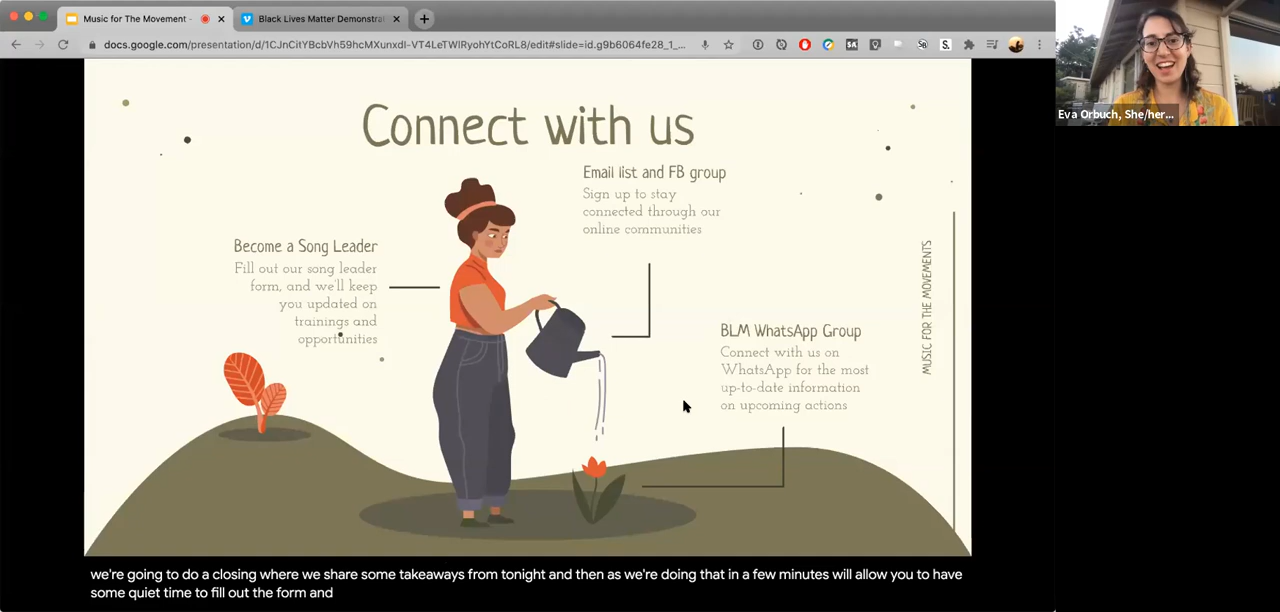 Music for The Movement -
Black Lives Matter Demonstrat
docs.google.com/presentation/d/1CJnCitYBcbVh59hcMXunxdI-VT4LeTWlRyohYtCoRL8/edit#slide=id.g9b6064fe28_1_...
Eva Orbuch, She/her...
Connect with us
Email list and FB group
Sign up to stay
connected through our
online communities
Become a Song Leader
Fill out our song leader
form, and we'll keep
you updated on
trainings and
opportunities
BLM WhatsApp Group
Connect with us on
WhatsApp for the most
up-to-date information
on upcoming actions
MUSIC FOR THE MOVEMENTS
we're going to do a closing where we share some takeaways from tonight and then as we're doing that in a few minutes will allow you to have
some quiet time to fill out the form and